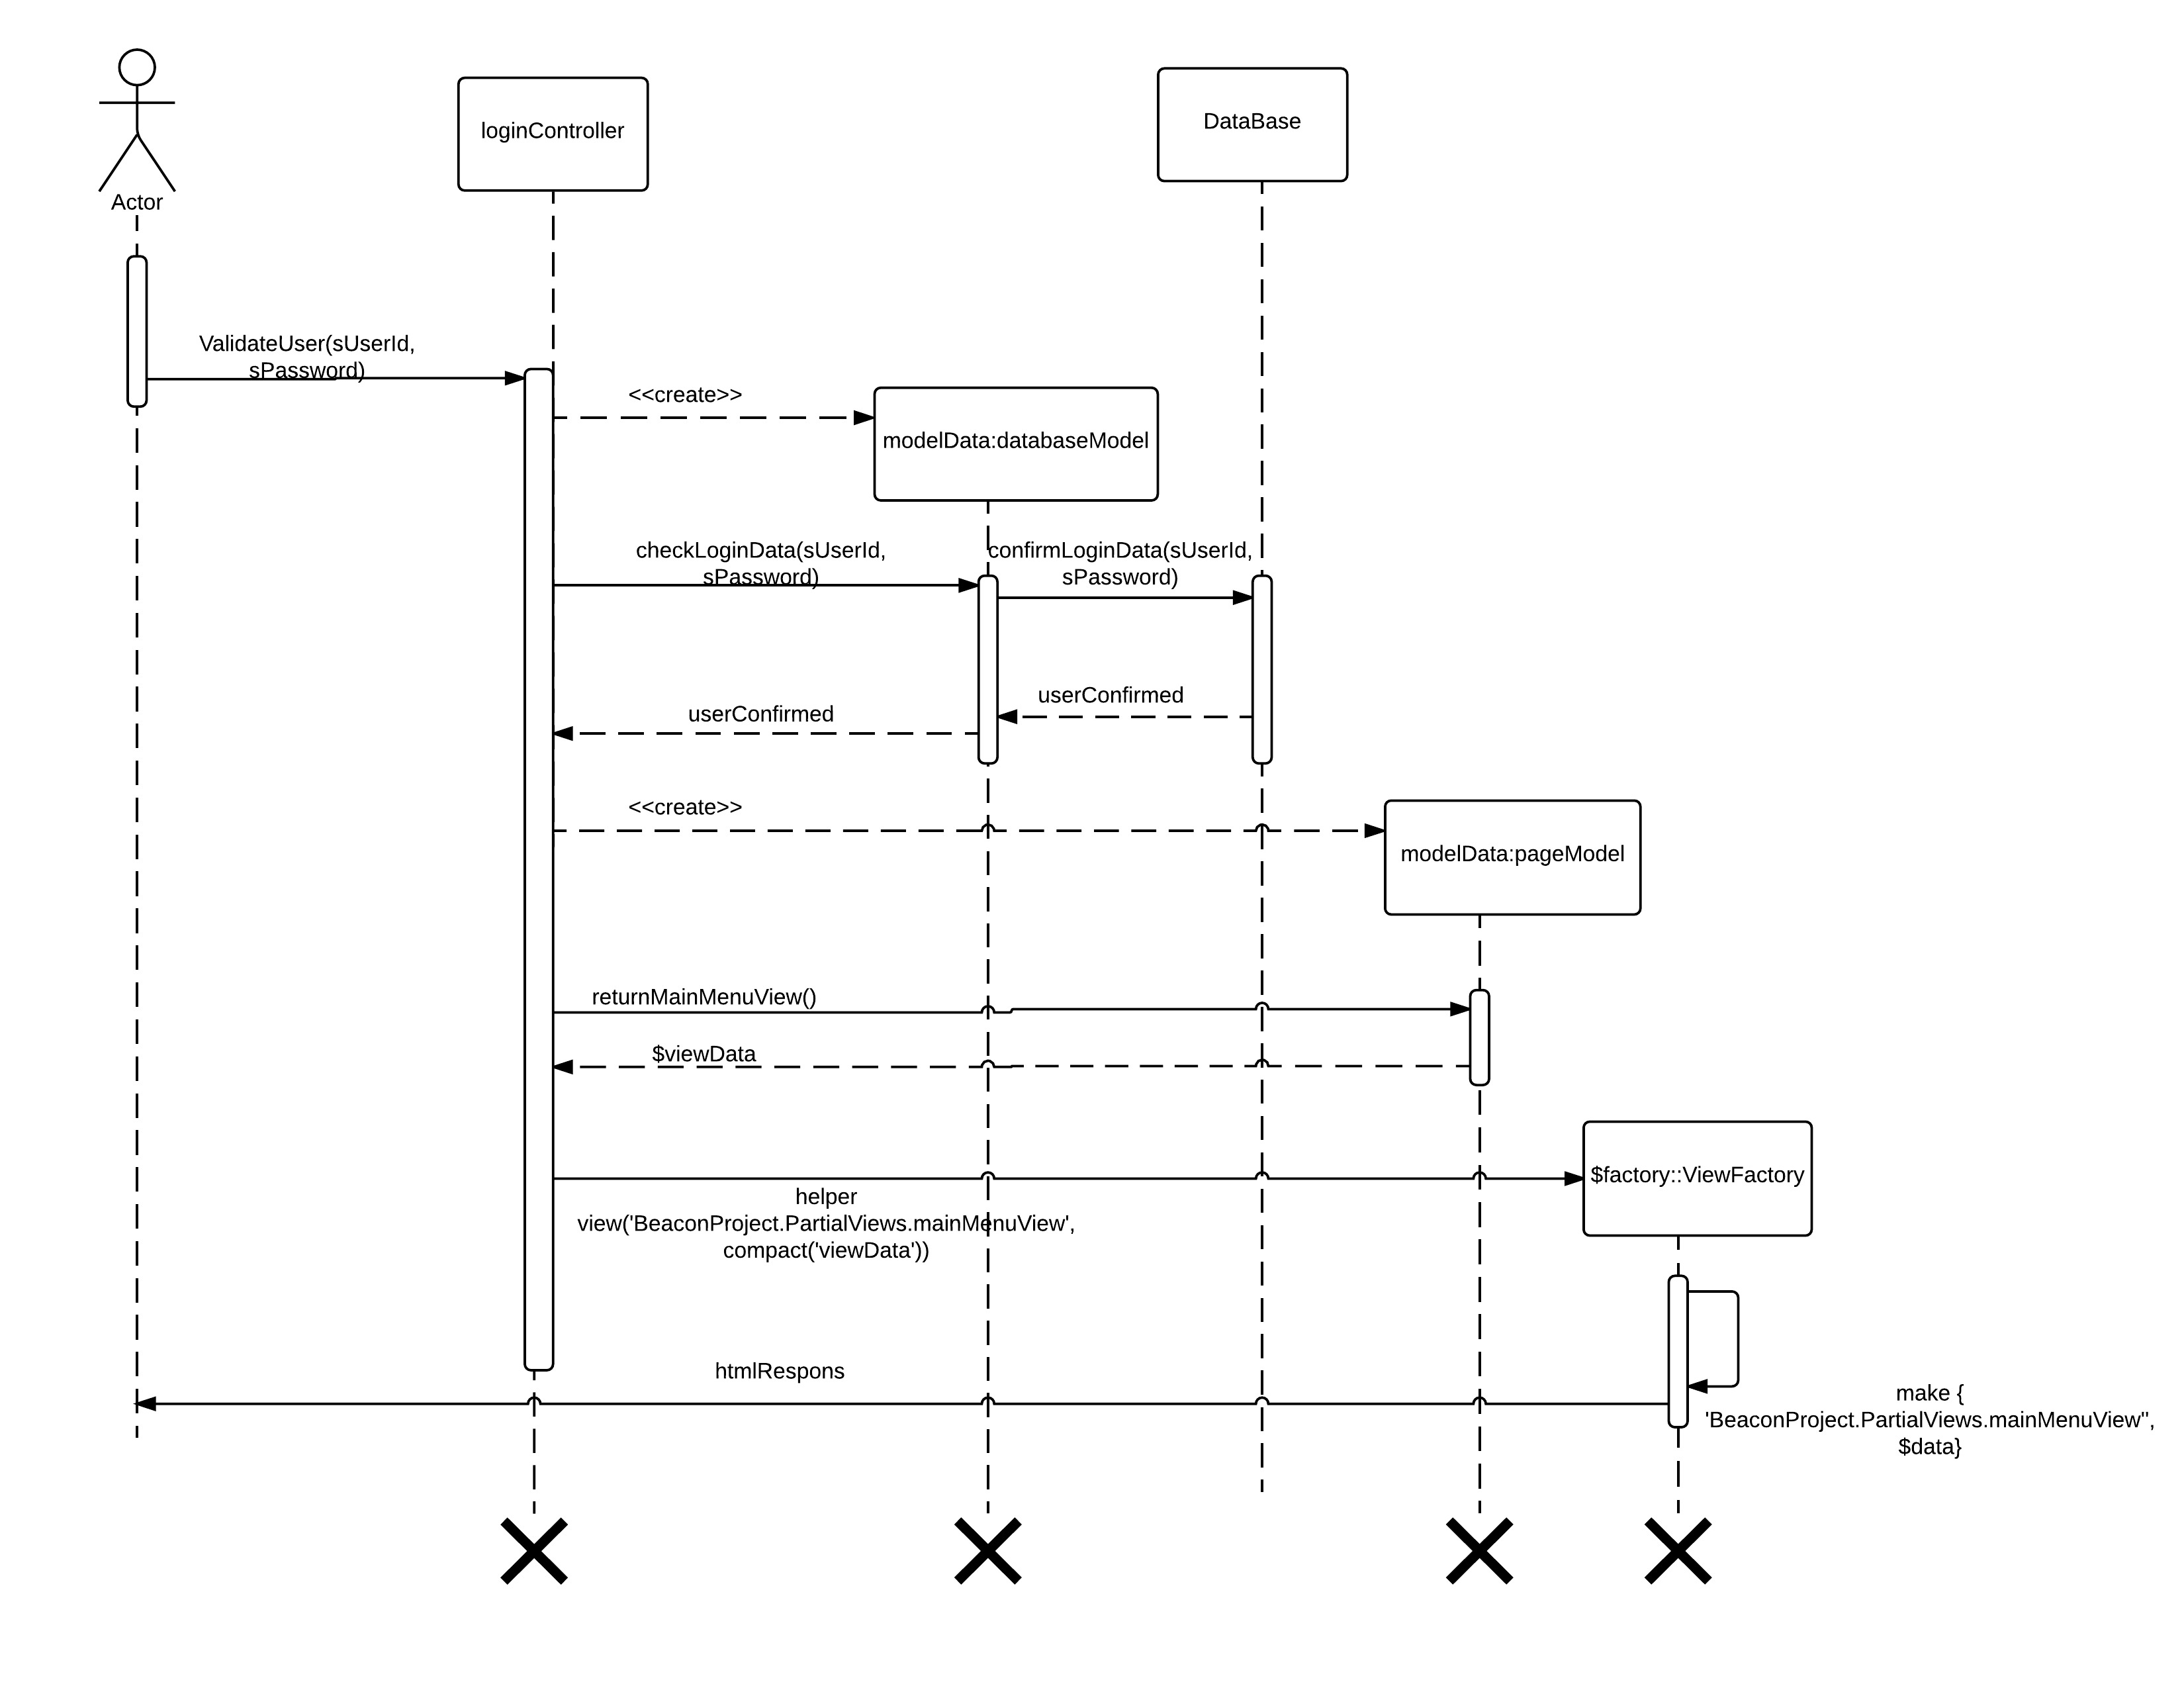 Actor
loginController
DataBase
ValidateUser(sUserId,
sPassword)
<<create>>
modelData:databaseModel
checkLoginData(sUserId,
sPassword)
confirmLoginData(sUserId,
sPassword)
userConfirmed
userConfirmed
<<create>>
modelData:pageModel
returnMainMenuView()
$viewData
$factory::ViewFactory
helper
view('BeaconProject.PartialViews.mainMenuView',
compact('viewData'))
htmlRespons
make {
'BeaconProject.PartialViews.mainMenuView",
$data}